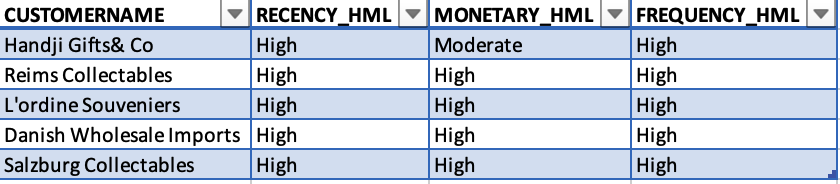 CUSTOMERNAME RECENCY_HML MONETARY_HML FREQUENCY_HML
Handji Gifts& Co High Moderate High
Reims Collectables High High High
L'ordine Souveniers High High High
Danish Wholesale Imports High High High
Salzburg Collectables High High High